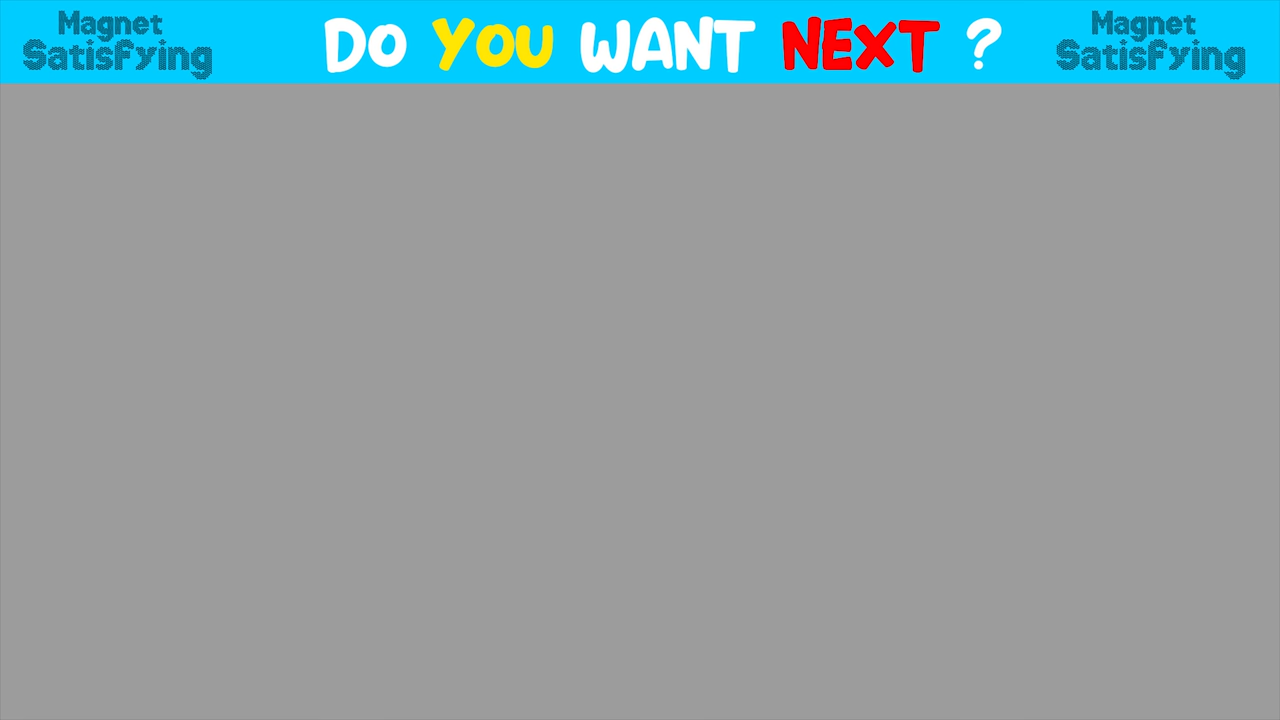 Magnet
Satisfying
DO YOU WANT NEXT ?
Magnet
Satisfying